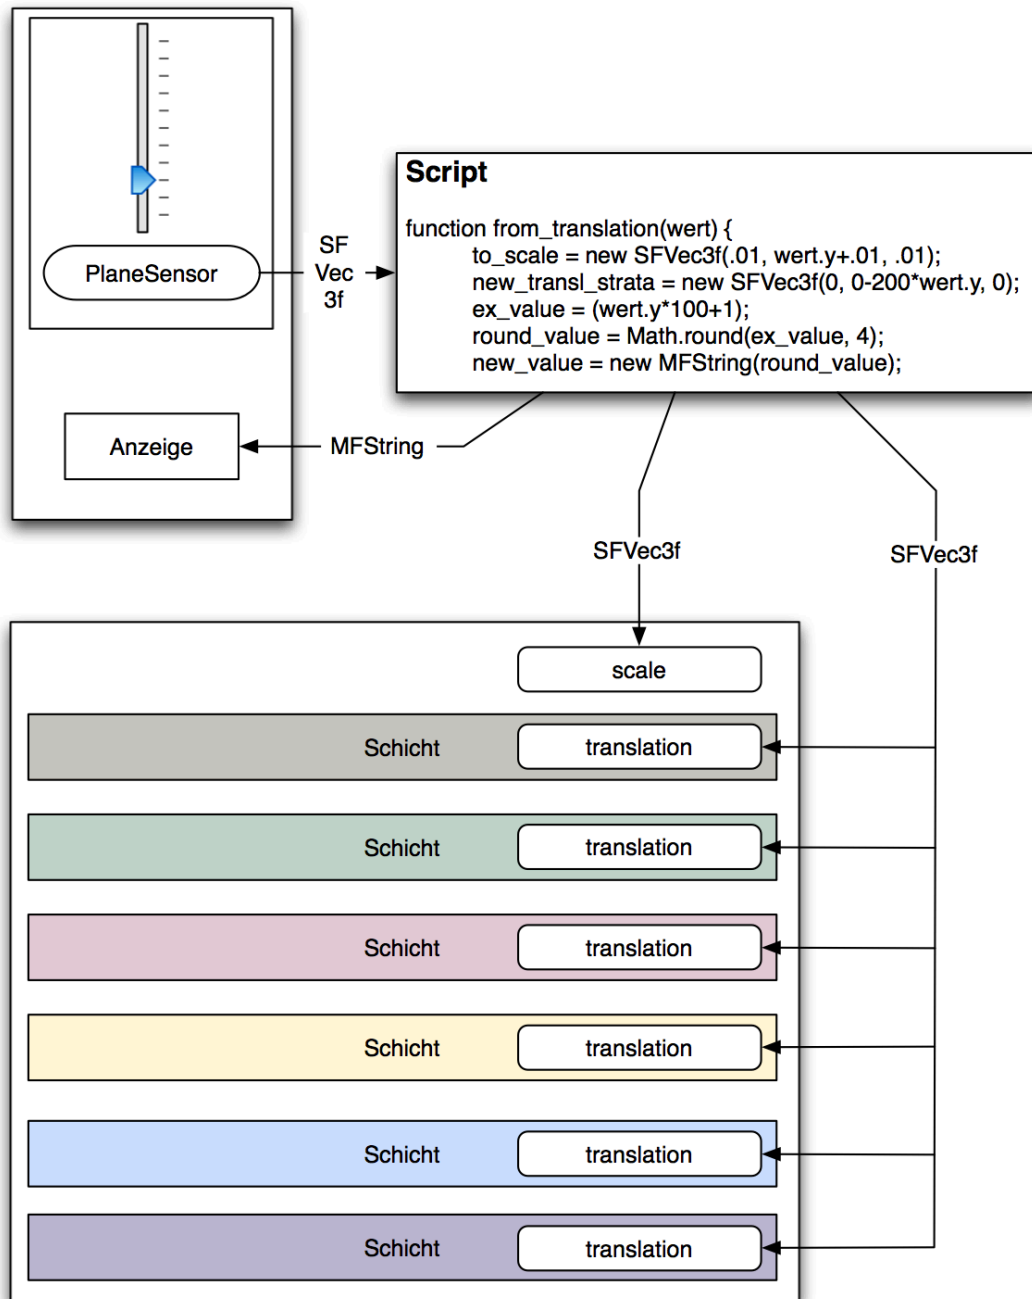 PlaneSensor
SF
Vec
3f
Script
function from_translation(wert) {
to_scale = new SFVec3f(.01, wert.y+.01, .01);
new_transl_strata = new SFVec3f(0, 0-200*wert.y, 0);
ex_value = (wert.y*100+1);
round_value = Math.round(ex_value, 4);
new_value = new MFString(round_value);
Anzeige
MFString
SFVec3f
SFVec3f
scale
Schicht translation
Schicht translation
Schicht translation
Schicht translation
Schicht translation
Schicht translation